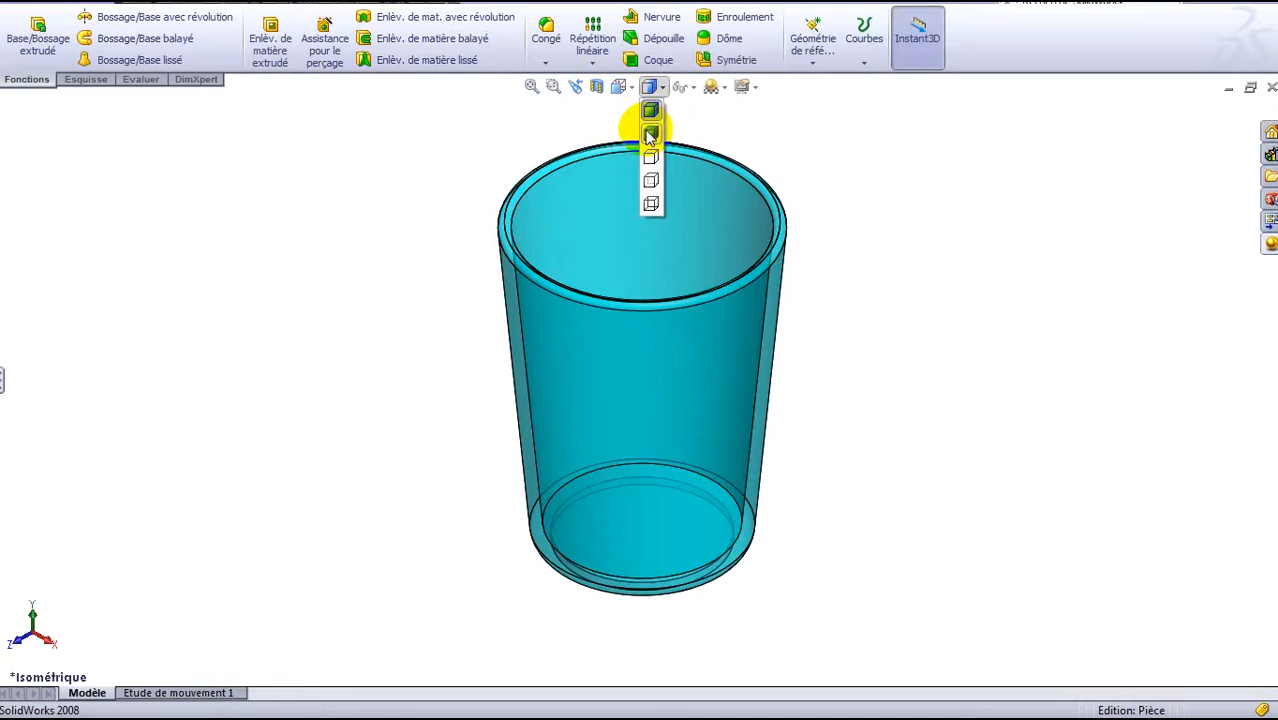 Base/Bossage
extrudé
Bossage/Base avec révolution
Bossage/Base balayé
Bossage/Base lissé
Enlèv. de
matière
extrudé
Assistance
pour le
perçage
Enlèv. de mat. avec révolution
Enlèv. de matière balayé
Enlèv. de matière lissé
Congé
Répétition
linéaire
Nervure
Dépouille
Coque
Enroulement
Dôme
Symétrie
Géométrie
de réfé...
Courbes
Instant3D
Fonctions
Esquisse
Evaluer
DimXpert
Y
Z
X
*Isométrique
Modèle
Etude de mouvement 1
SolidWorks 2008
Edition: Pièce